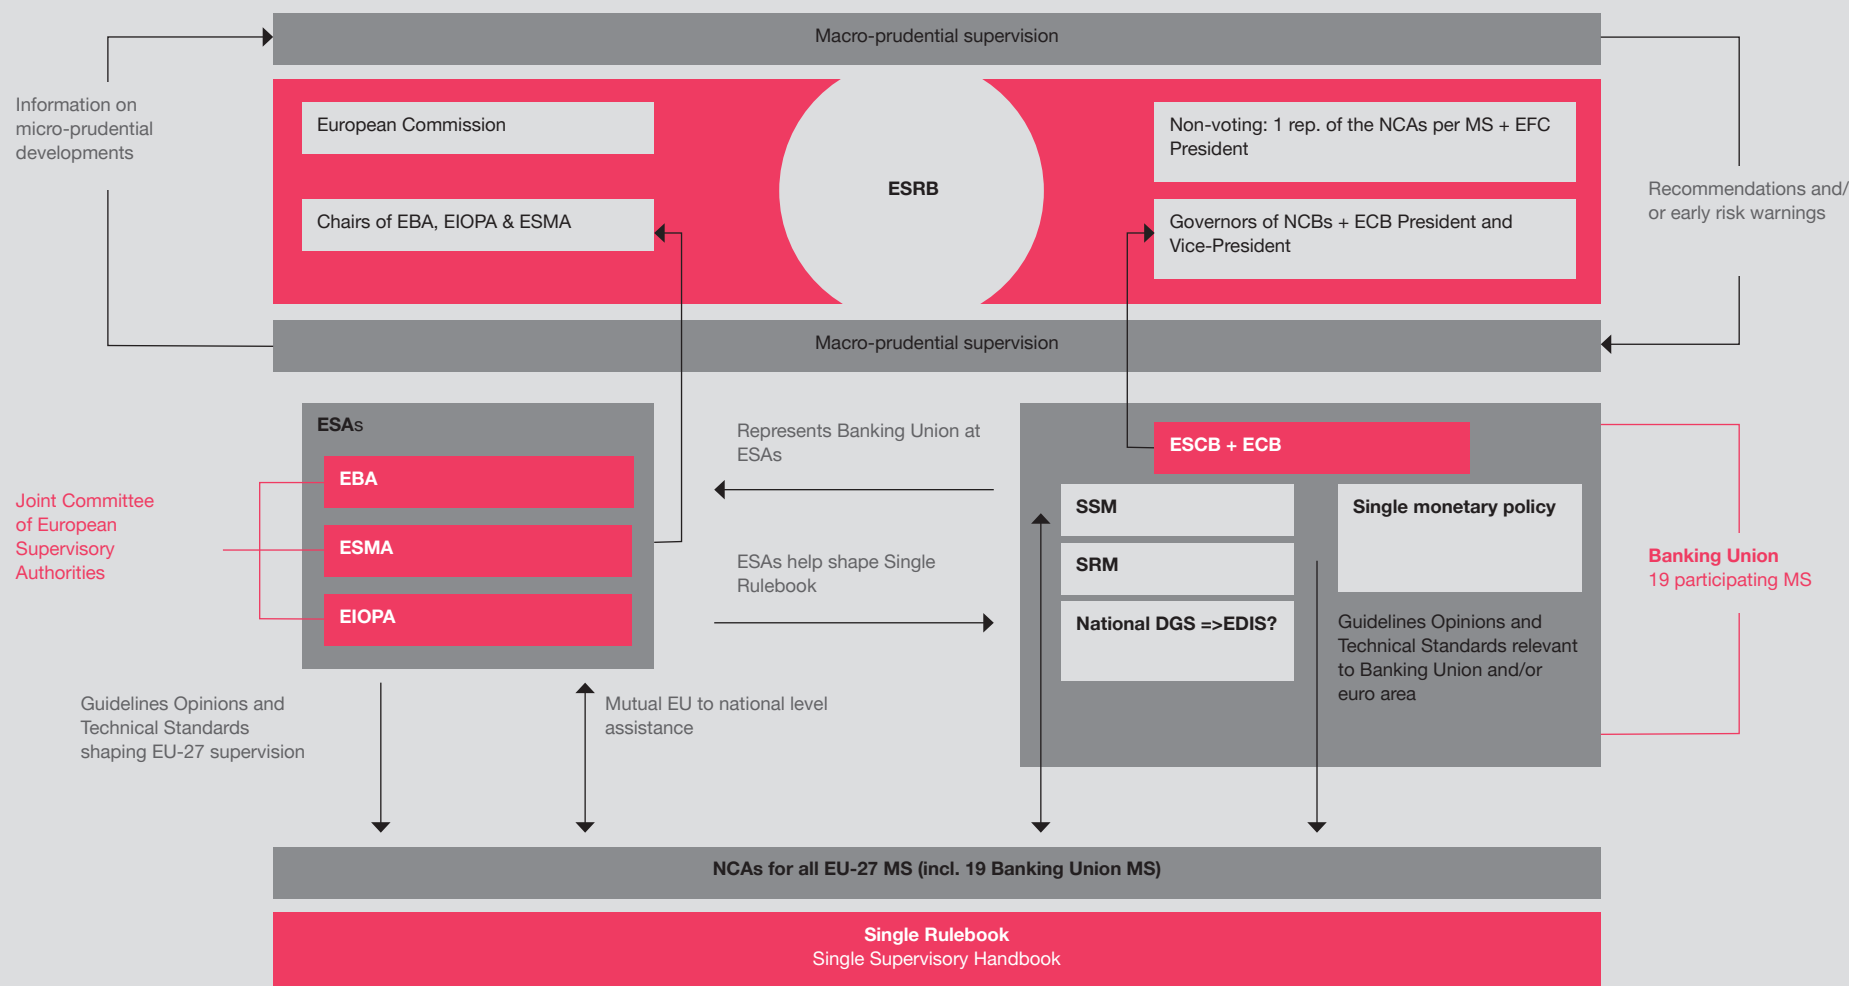 Macro-prudential supervision
Information on
micro-prudential
developments
European Commission
Chairs of EBA, EIOPA & ESMA
ESRB
Non-voting: 1 rep. of the NCAs per MS + EFC
President
Governors of NCBs + ECB President and
Vice-President
Recommendations and/
or early risk warnings
Macro-prudential supervision
ESAs
EBA
ESMA
EIOPA
Joint Committee
of European
Supervisory
Authorities
Represents Banking Union at
ESAs
ESAs help shape Single
Rulebook
ESCB + ECB
SSM
SRM
National DGS =>EDIS?
Single monetary policy
Guidelines Opinions and
Technical Standards relevant
to Banking Union and/or
euro area
Banking Union
19 participating MS
Guidelines Opinions and
Technical Standards
shaping EU-27 supervision
Mutual EU to national level
assistance
NCAs for all EU-27 MS (incl. 19 Banking Union MS)
Single Rulebook
Single Supervisory Handbook